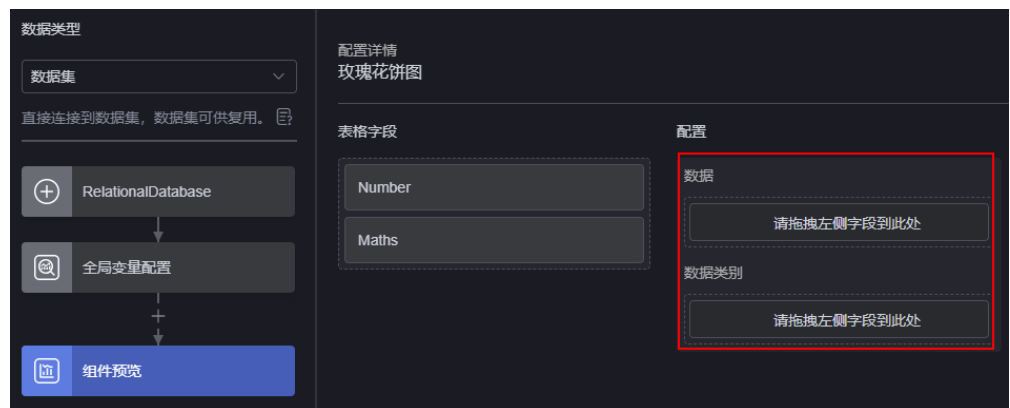 数据类型
数据集
直接连接到数据集，数据集可供复用。
RelationalDatabase
全局变量配置
组件预览
配置详情
玫瑰花饼图
表格字段
Number
Maths
配置
数据
请拖拽左侧字段到此处
数据类别
请拖拽左侧字段到此处